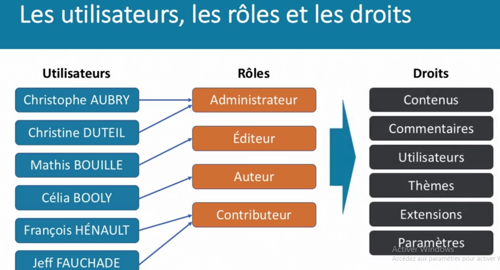 Les utilisateurs, les rôles et les droits
Utilisateurs
Rôles
Droits
Christophe AUBRY
Christine DUTEIL
Mathis BOUILLE
Célia BOOLY
François HÉNAULT
Jeff FAUCHADE
Administrateur
Éditeur
Auteur
Contributeur
Contenus
Commentaires
Utilisateurs
Thèmes
Extensions
Paramètres
Activer Windows
Accédez aux paramètres pour activer